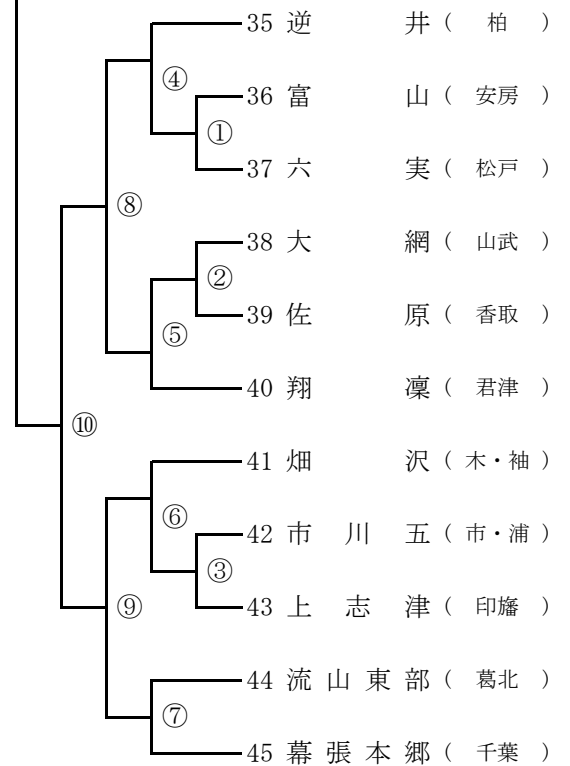 35 逆井（柏）
④
36 富山（安房）
①
37 六実（松戸）
⑧
38 大網（山武）
②
39 佐原（香取）
⑤
40 翔凜（君津）
⑩
41 畑沢（木・袖）
⑥
42 市川五（市・浦）
③
43 上志津（印旛）
⑨
44 流山東部（葛北）
⑦
45 幕張本郷（千葉）